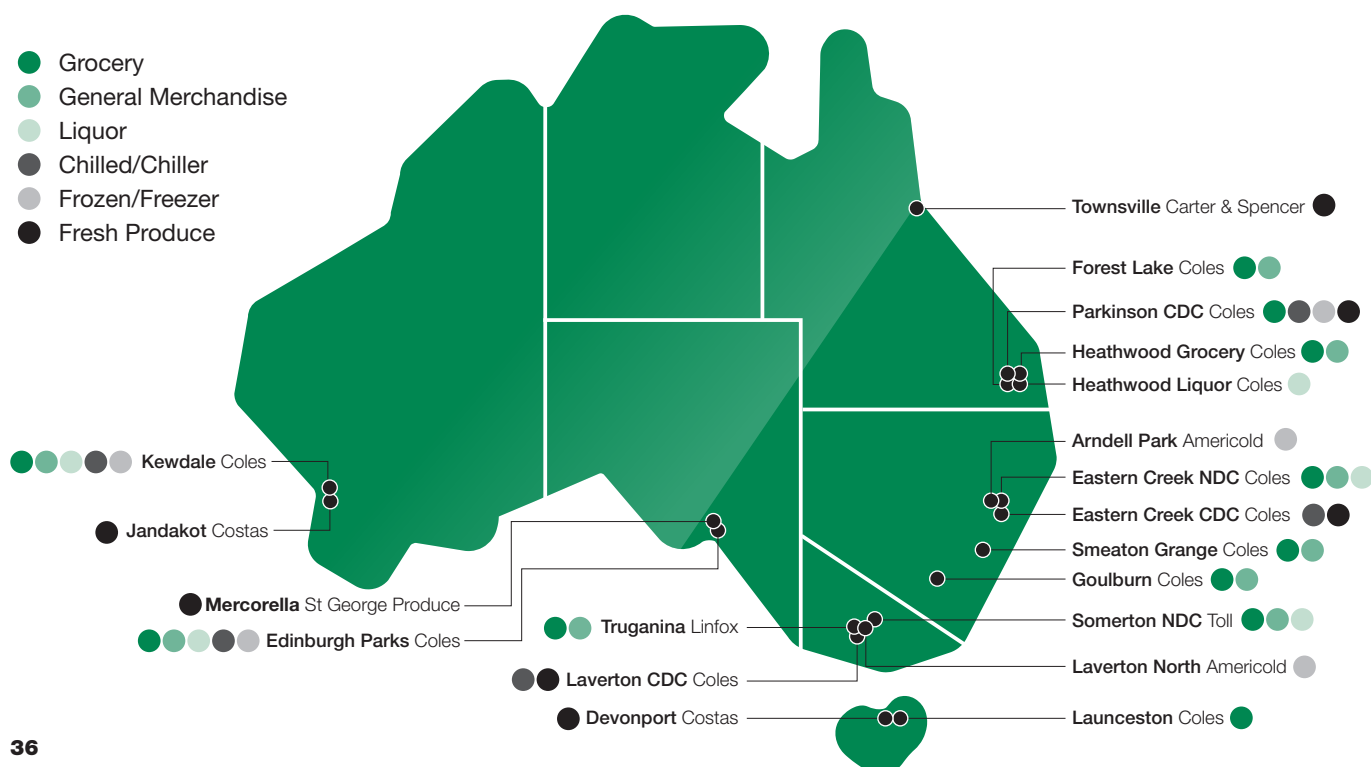 Grocery
General Merchandise
Liquor
Chilled/Chiller
Frozen/Freezer
Fresh Produce
Townsville Carter & Spencer
Forest Lake Coles
Parkinson CDC Coles
Heathwood Grocery Coles
Heathwood Liquor Coles
Arndell Park Americold
Kewdale Coles
Eastern Creek NDC Coles
Eastern Creek CDC Coles
Jandakot Costas
Smeaton Grange Coles
Goulburn Coles
Mercorella St George Produce
Somerton NDC Toll
Truganina Linfox
Edinburgh Parks Coles
Laverton North Americold
Laverton CDC Coles
Devonport Costas
Launceston Coles
36